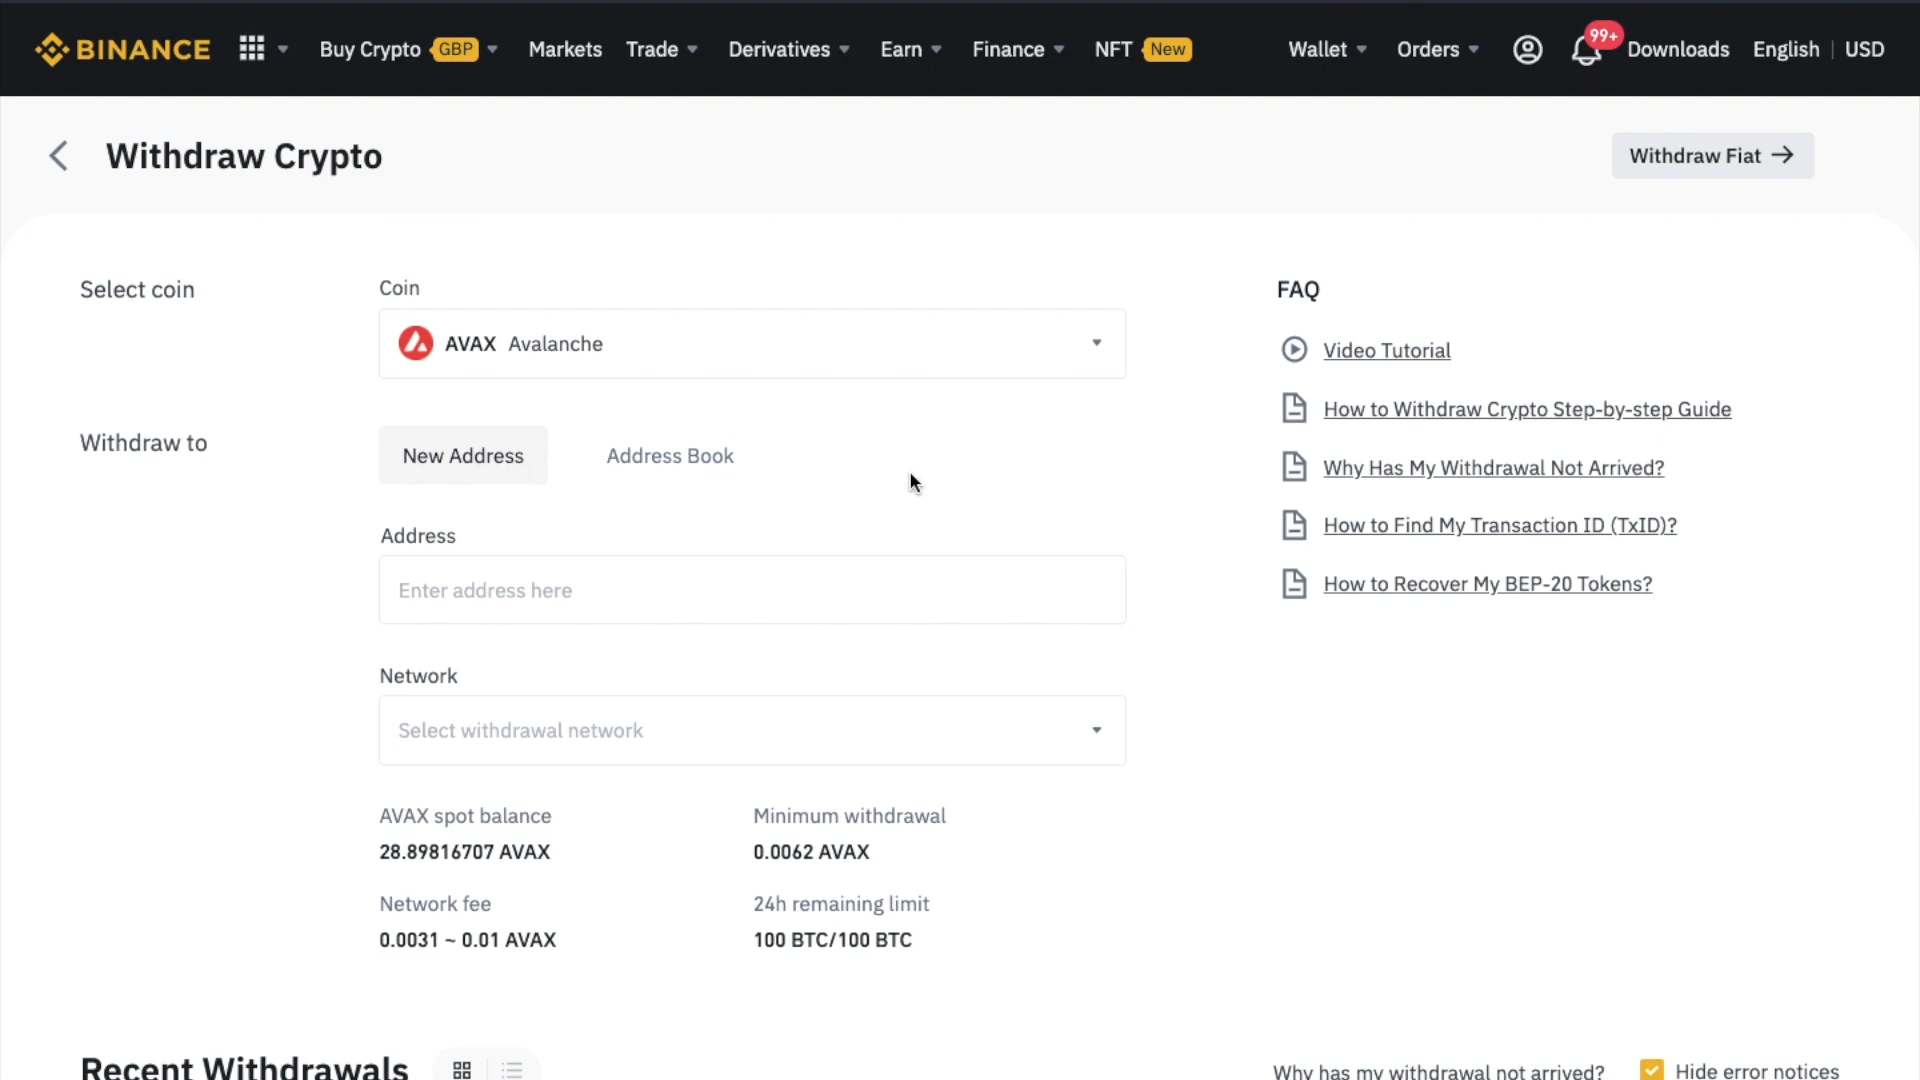 BINANCE Buy Crypto GBP Markets Trade Derivatives Earn Finance NFT New Wallet Orders 99+ Downloads English USD
Withdraw Crypto
Withdraw Fiat →
Select coin
Coin
AVAX Avalanche
Withdraw to
New Address
Address Book
Address
Enter address here
Network
Select withdrawal network
AVAX spot balance
Minimum withdrawal
28.89816707 AVAX
0.0062 AVAX
Network fee
24h remaining limit
0.0031 ~ 0.01 AVAX
100 BTC/100 BTC
FAQ
Video Tutorial
How to Withdraw Crypto Step-by-step Guide
Why Has My Withdrawal Not Arrived?
How to Find My Transaction ID (TxID)?
How to Recover My BEP-20 Tokens?
Recent Withdrawals
Why has my withdrawal not arrived?
Hide error notices